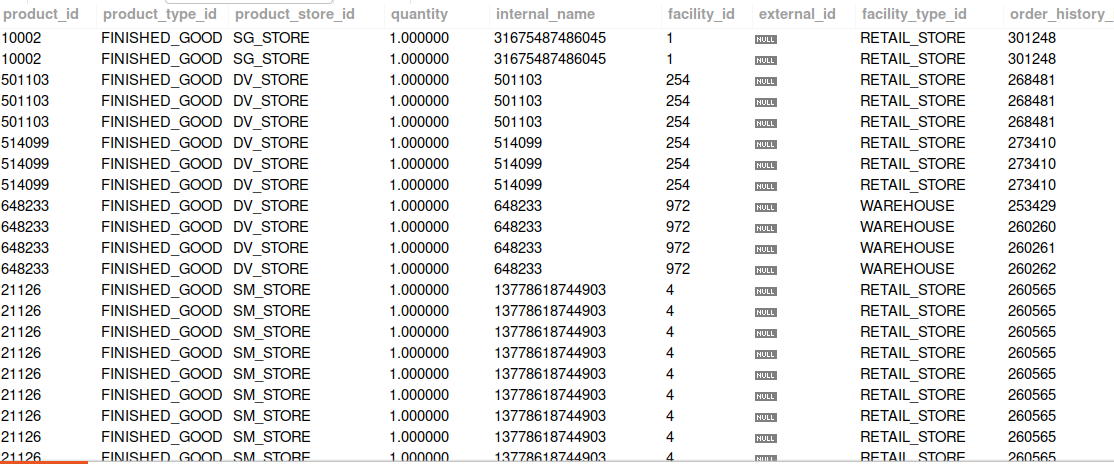 product_id product_type_id product_store_id quantity internal_name facility_id external_id facility_type_id order_history_
10002 FINISHED_GOOD SG_STORE 1.000000 31675487486045 1 NULL RETAIL_STORE 301248
10002 FINISHED_GOOD SG_STORE 1.000000 31675487486045 1 NULL RETAIL_STORE 301248
501103 FINISHED_GOOD DV_STORE 1.000000 501103 254 NULL RETAIL_STORE 268481
501103 FINISHED_GOOD DV_STORE 1.000000 501103 254 NULL RETAIL_STORE 268481
501103 FINISHED_GOOD DV_STORE 1.000000 501103 254 NULL RETAIL_STORE 268481
514099 FINISHED_GOOD DV_STORE 1.000000 514099 254 NULL RETAIL_STORE 273410
514099 FINISHED_GOOD DV_STORE 1.000000 514099 254 NULL RETAIL_STORE 273410
514099 FINISHED_GOOD DV_STORE 1.000000 514099 254 NULL RETAIL_STORE 273410
648233 FINISHED_GOOD DV_STORE 1.000000 648233 972 NULL WAREHOUSE 253429
648233 FINISHED_GOOD DV_STORE 1.000000 648233 972 NULL WAREHOUSE 260260
648233 FINISHED_GOOD DV_STORE 1.000000 648233 972 NULL WAREHOUSE 260261
648233 FINISHED_GOOD DV_STORE 1.000000 648233 972 NULL WAREHOUSE 260262
21126 FINISHED_GOOD SM_STORE 1.000000 13778618744903 4 NULL RETAIL_STORE 260565
21126 FINISHED_GOOD SM_STORE 1.000000 13778618744903 4 NULL RETAIL_STORE 260565
21126 FINISHED_GOOD SM_STORE 1.000000 13778618744903 4 NULL RETAIL_STORE 260565
21126 FINISHED_GOOD SM_STORE 1.000000 13778618744903 4 NULL RETAIL_STORE 260565
21126 FINISHED_GOOD SM_STORE 1.000000 13778618744903 4 NULL RETAIL_STORE 260565
21126 FINISHED_GOOD SM_STORE 1.000000 13778618744903 4 NULL RETAIL_STORE 260565
21126 FINISHED_GOOD SM_STORE 1.000000 13778618744903 4 NULL RETAIL_STORE 260565
21126 FINISHED_GOOD SM_STORE 1.000000 13778618744903 4 NULL RETAIL_STORE 260565
21126 FINISHED_GOOD SM_STORE 1.000000 13778618744903 4 NULL RETAIL_STORE 260565